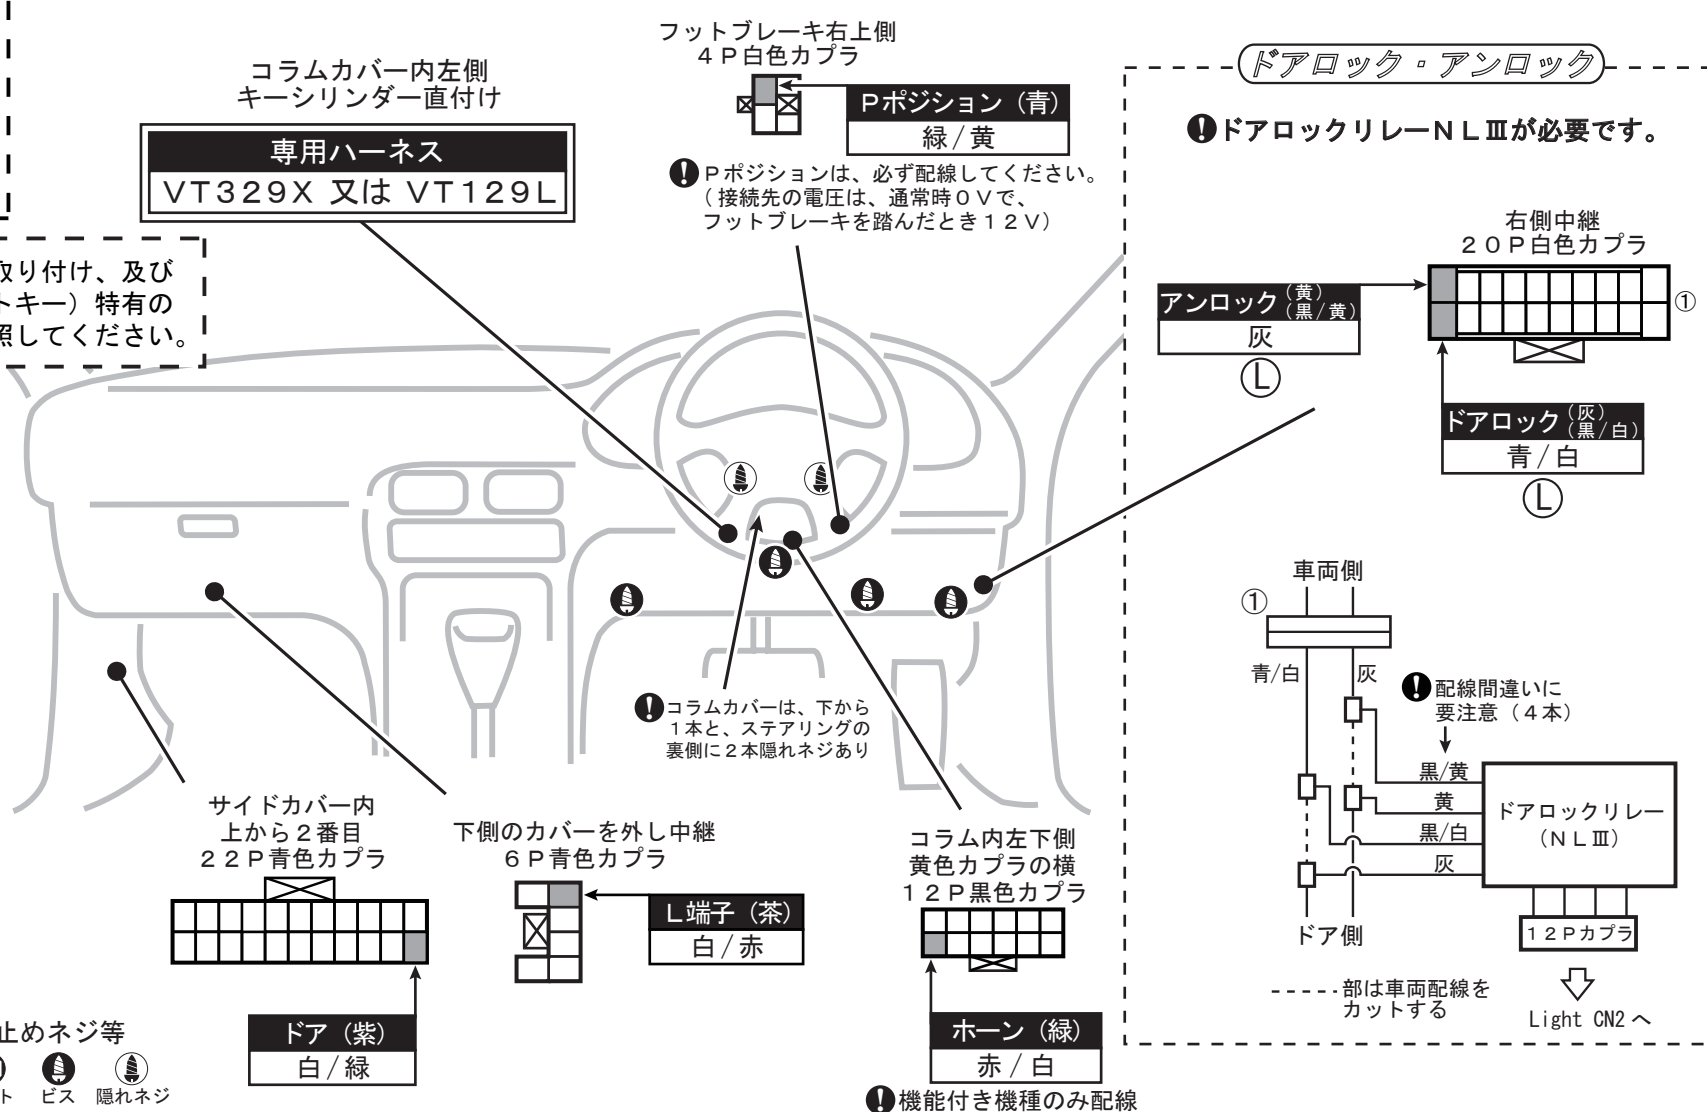 取り付け、及び
トキー）特有の
照してください。
コラムカバー内左側
キーシリンダー直付け
専用ハーネス
VT329X 又は VT129L
フットブレーキ右上側
４Ｐ白色カプラ
Ｐポジション（青）
緑/黄
Ｐポジションは、必ず配線してください。
（接続先の電圧は、通常時０Ｖで、
フットブレーキを踏んだとき１２Ｖ）
コラムカバーは、下から
１本と、ステアリングの
裏側に２本隠れネジあり
サイドカバー内
上から２番目
２２Ｐ青色カプラ
ドア（紫）
白/緑
下側のカバーを外し中継
６Ｐ青色カプラ
Ｌ端子（茶）
白/赤
コラム内左下側
黄色カプラの横
１２Ｐ黒色カプラ
ホーン（緑）
赤/白
機能付き機種のみ配線
止めネジ等
ト ビス 隠れネジ
ドアロック・アンロック
ドアロックリレーＮＬⅢが必要です。
右側中継
２０Ｐ白色カプラ
①
アンロック（黄）（黒/黄）
灰
Ⓛ
ドアロック（灰）（黒/白）
青/白
Ⓛ
車両側
①
青/白 灰
配線間違いに
要注意（４本）
黒/黄
黄
黒/白
灰
ドアロックリレー
（ＮＬⅢ）
１２Ｐカプラ
ドア側
-----部は車両配線を
カットする
Light CN2 へ